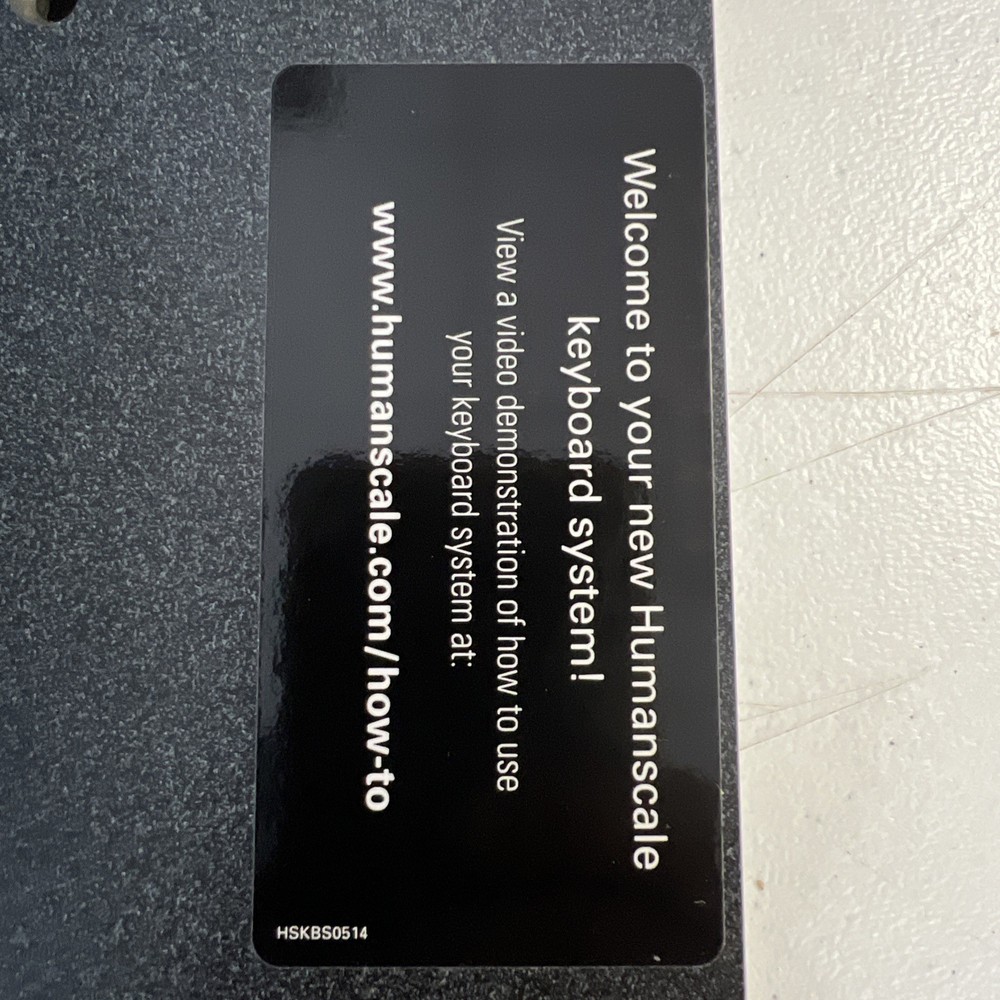 Welcome to your new Humanscale
keyboard system!
View a video demonstration of how to use
your keyboard system at:
www.humanscale.com/how-to
HSKBS0514